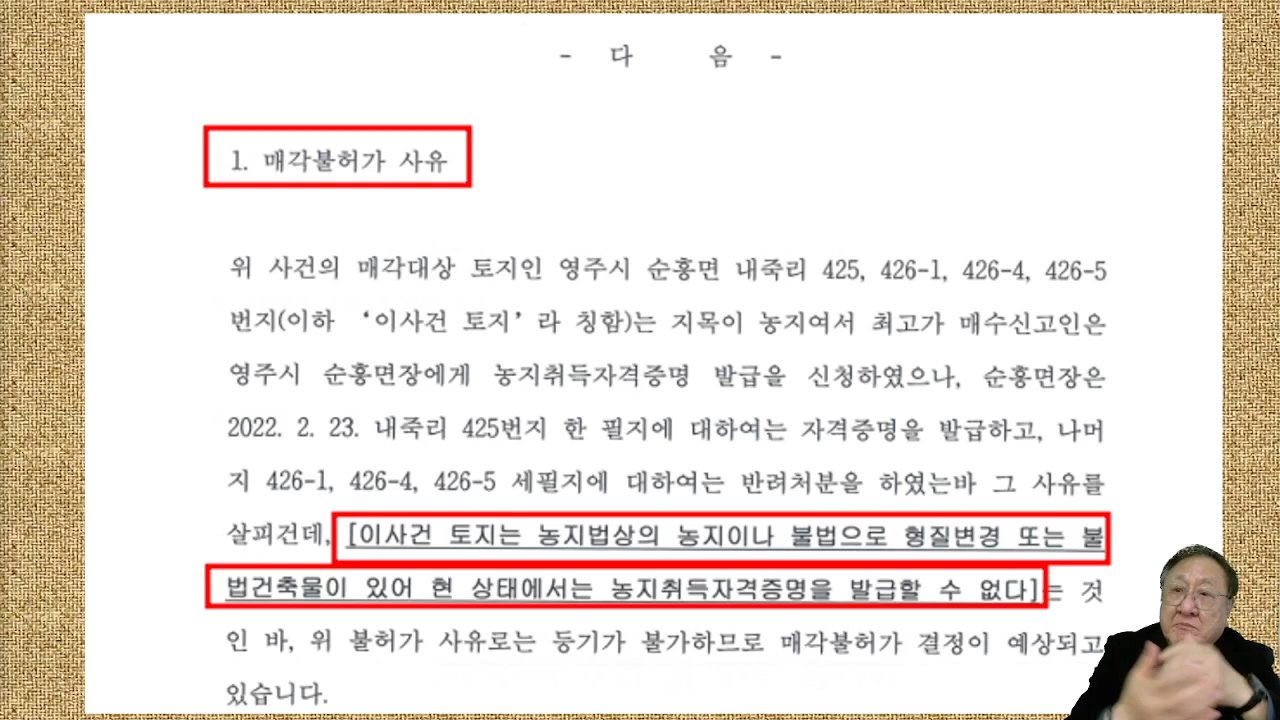 - 다 음 -
1. 매각불허가 사유
위 사건의 매각대상 토지인 영주시 순흥면 내죽리 425, 426-1, 426-4, 426-5
번지(이하 ‘이사건 토지’라 칭함)는 지목이 농지여서 최고가 매수신고인은
영주시 순흥면장에게 농지취득자격증명 발급을 신청하였으나, 순흥면장은
2022. 2. 23. 내죽리 425번지 한 필지에 대하여는 자격증명을 발급하고, 나머
지 426-1, 426-4, 426-5 세필지에 대하여는 반려처분을 하였는바 그 사유를
살피건데, [이사건 토지는 농지법상의 농지이나 불법으로 형질변경 또는 불
법건축물이 있어 현 상태에서는 농지취득자격증명을 발급할 수 없다]는 것
인 바, 위 불허가 사유로는 등기가 불가하므로 매각불허가 결정이 예상되고
있습니다.